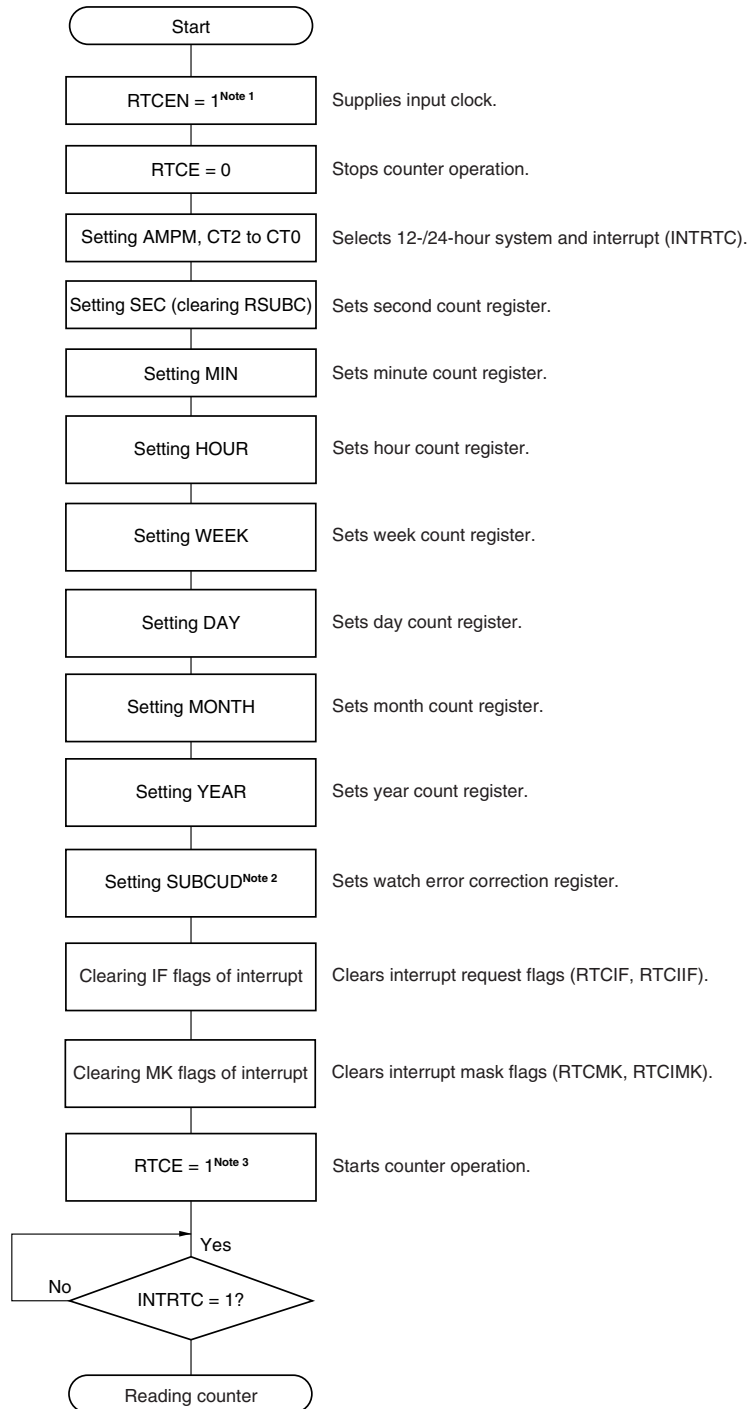 Start
RTCEN = 1Note 1
Supplies input clock.
RTCE = 0
Stops counter operation.
Setting AMPM, CT2 to CT0
Selects 12-/24-hour system and interrupt (INTRTC).
Setting SEC (clearing RSUBC)
Sets second count register.
Setting MIN
Sets minute count register.
Setting HOUR
Sets hour count register.
Setting WEEK
Sets week count register.
Setting DAY
Sets day count register.
Setting MONTH
Sets month count register.
Setting YEAR
Sets year count register.
Setting SUBCUDNote 2
Sets watch error correction register.
Clearing IF flags of interrupt
Clears interrupt request flags (RTCIF, RTCIIF).
Clearing MK flags of interrupt
Clears interrupt mask flags (RTCMK, RTCIMK).
RTCE = 1Note 3
Starts counter operation.
Yes
No
INTRTC = 1?
Reading counter